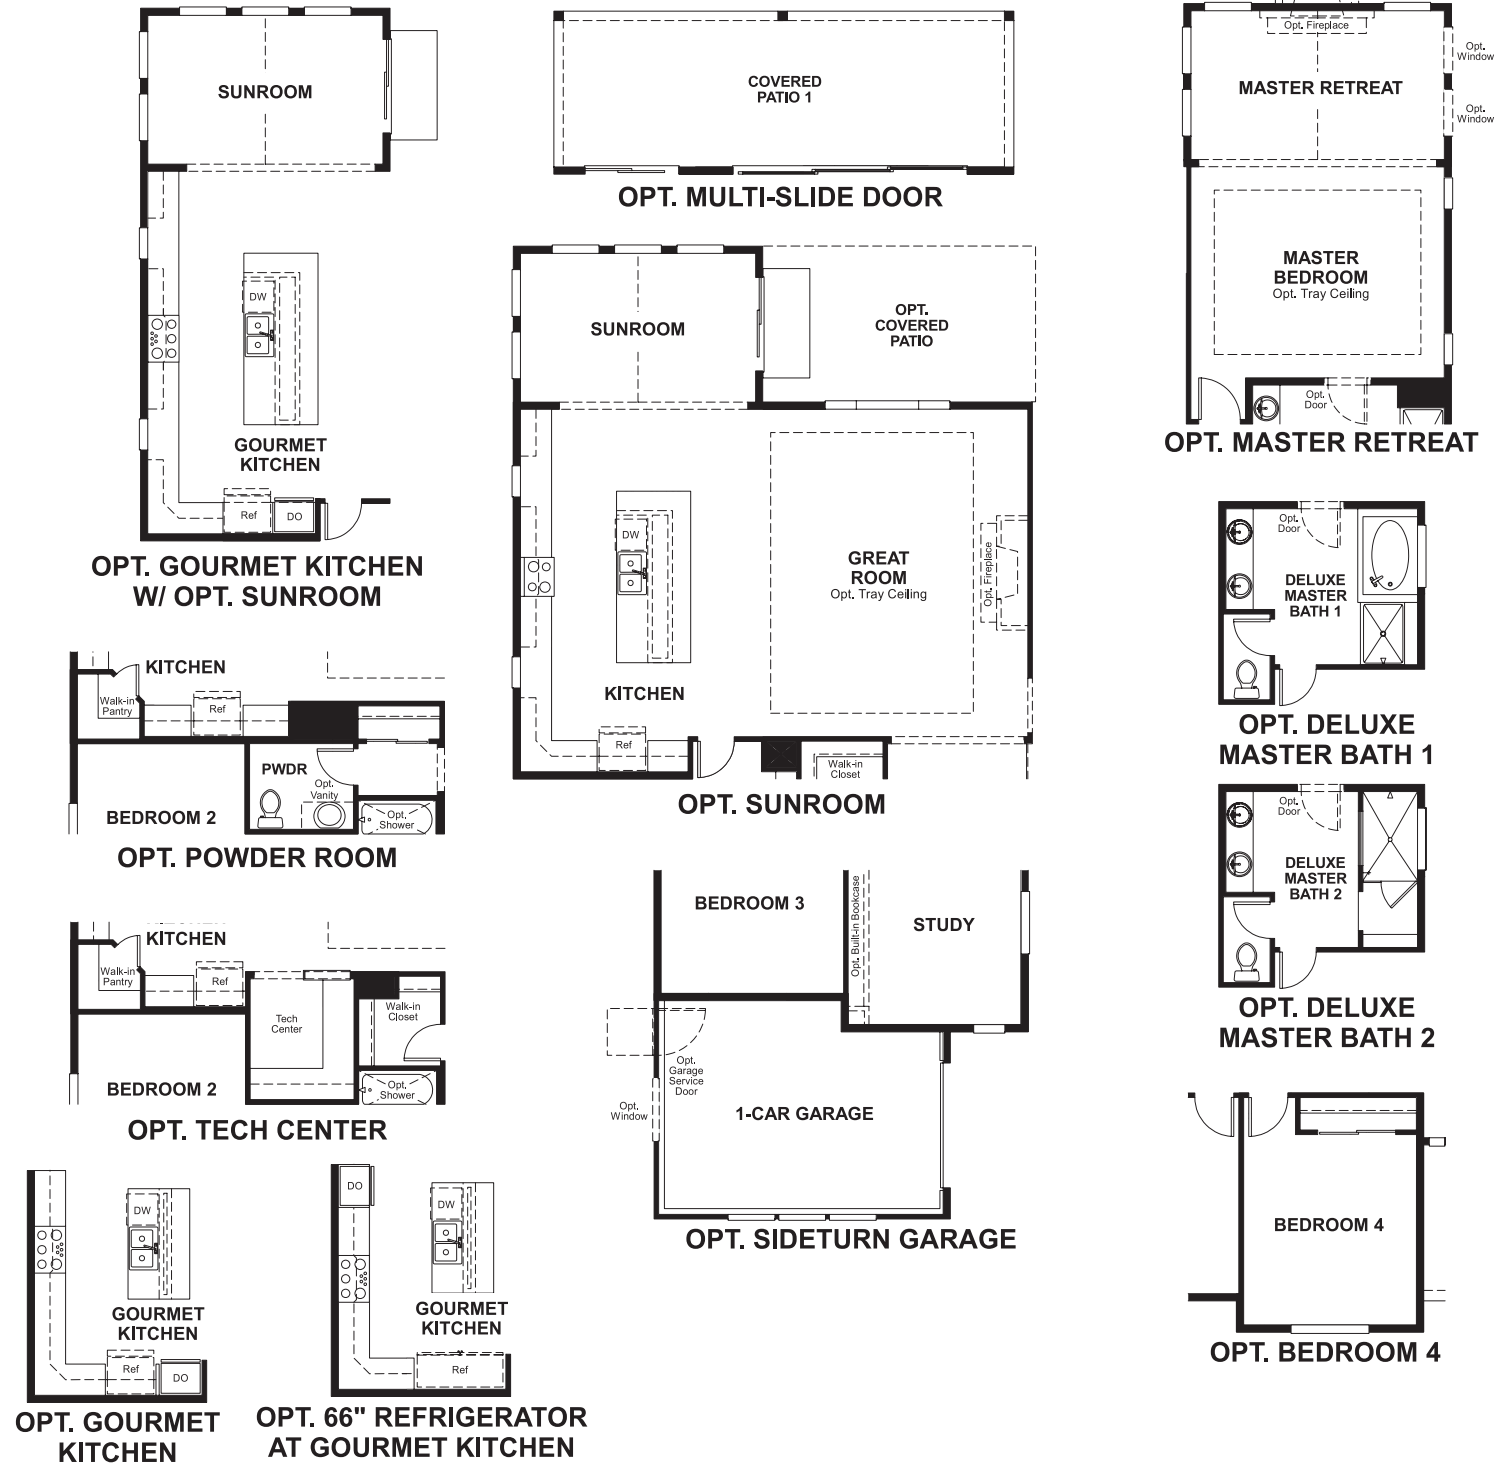 SUNROOM
DW
GOURMET
KITCHEN
Ref
DO
OPT. GOURMET KITCHEN
W/ OPT. SUNROOM
COVERED
PATIO 1
OPT. MULTI-SLIDE DOOR
Opt. Fireplace
Opt.
Window
MASTER RETREAT
Opt.
Window
MASTER
BEDROOM
Opt. Tray Ceiling
Opt.
Door
OPT. MASTER RETREAT
SUNROOM
OPT.
COVERED
PATIO
DW
GREAT
ROOM
Opt. Tray Ceiling
Opt. Fireplace
KITCHEN
Ref
Walk-in
Closet
OPT. SUNROOM
Opt.
Door
DELUXE
MASTER
BATH 1
OPT. DELUXE
MASTER BATH 1
KITCHEN
Walk-in
Pantry
Ref
PWDR
Opt.
Vanity
BEDROOM 2
Opt.
Shower
OPT. POWDER ROOM
Opt.
Door
DELUXE
MASTER
BATH 2
OPT. DELUXE
MASTER BATH 2
KITCHEN
Walk-in
Pantry
Ref
Tech
Center
Walk-in
Closet
BEDROOM 2
Opt.
Shower
OPT. TECH CENTER
BEDROOM 3
Opt. Built-in Bookcase
STUDY
Opt.
Garage
Service
Door
Opt.
Window
1-CAR GARAGE
OPT. SIDETURN GARAGE
BEDROOM 4
OPT. BEDROOM 4
DW
GOURMET
KITCHEN
Ref
DO
OPT. GOURMET
KITCHEN
DO
DW
GOURMET
KITCHEN
Ref
OPT. 66" REFRIGERATOR
AT GOURMET KITCHEN